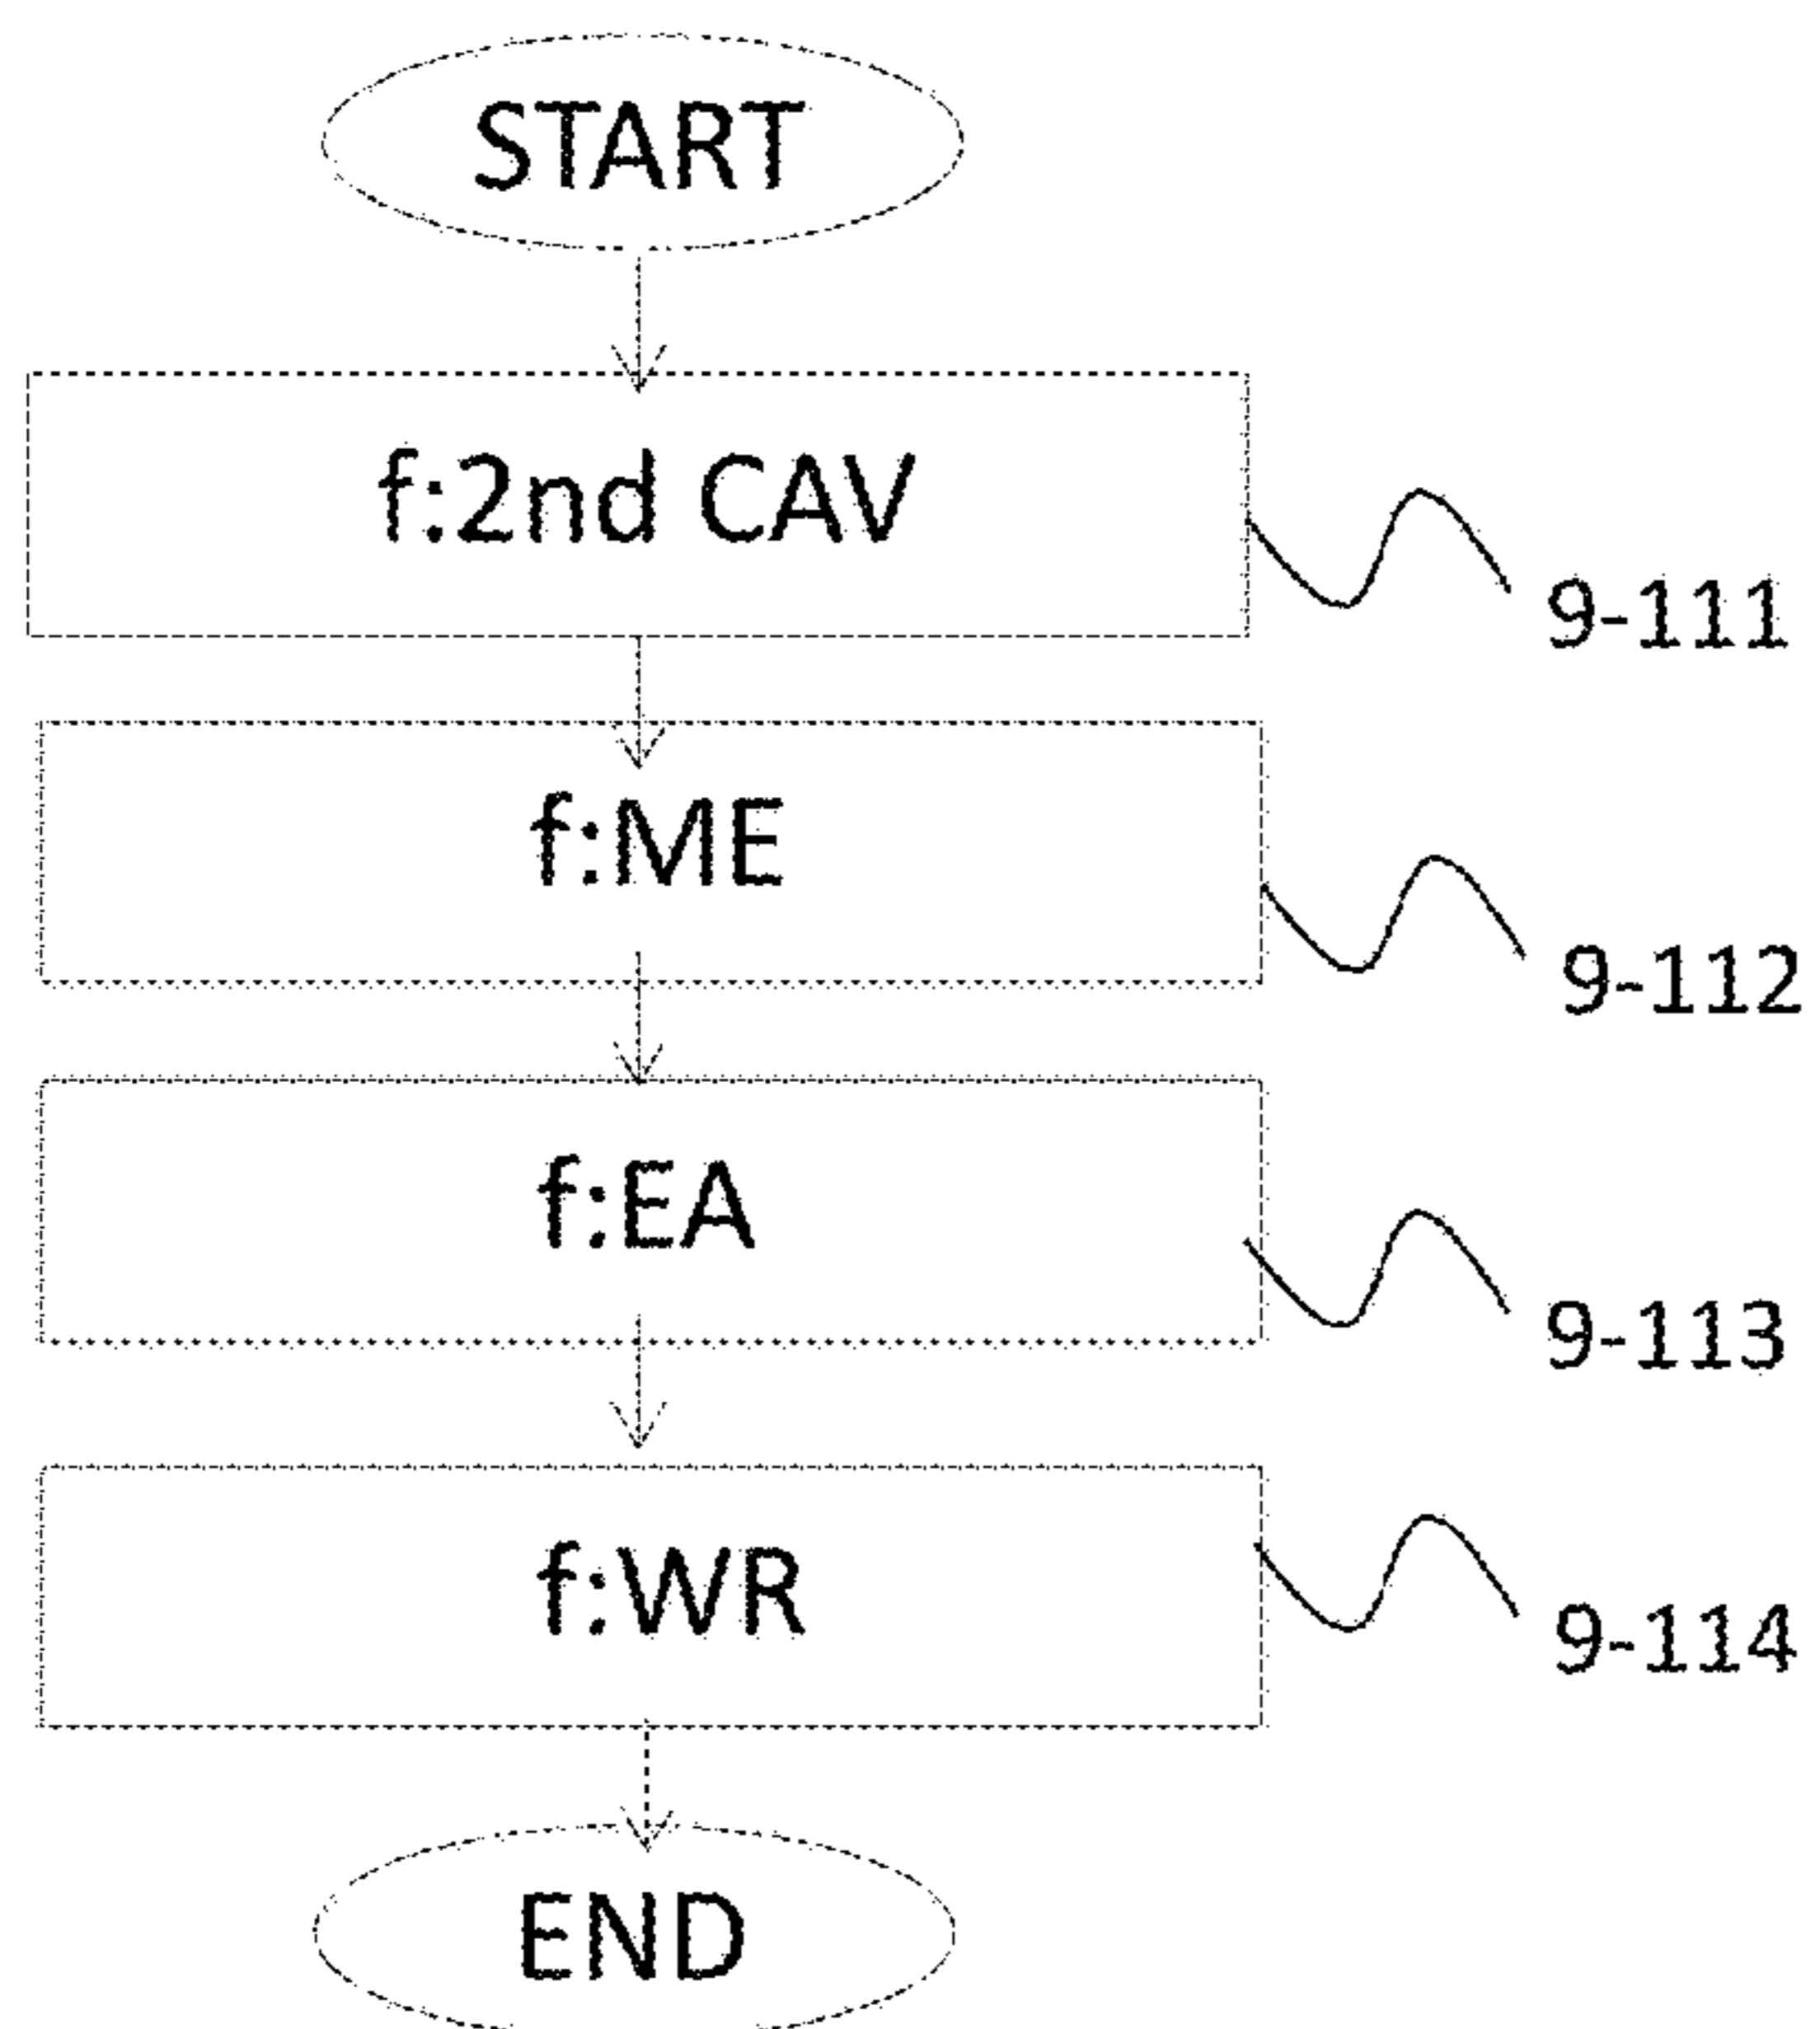 START
f:2nd CAV
9-111
f:ME
9-112
f:EA
9-113
f:WR
9-114
END